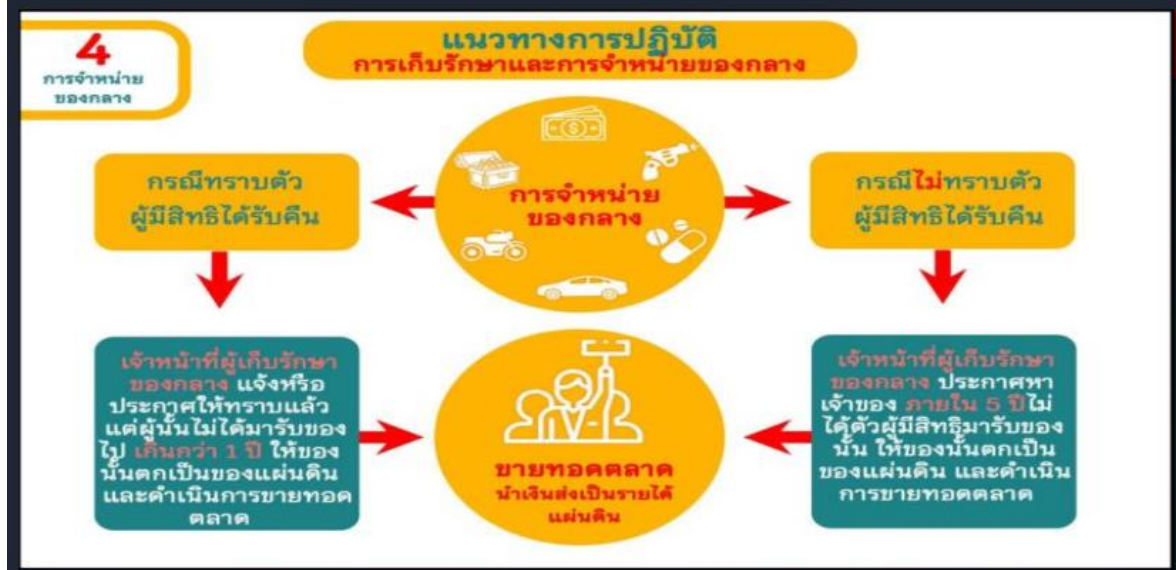 4
การจำหน่าย
ของกลาง
แนวทางการปฏิบัติ
การเก็บรักษาและการจำหน่ายของกลาง
การจำหน่าย
ของกลาง
กรณีทราบตัว
ผู้มีสิทธิได้รับคืน
กรณีไม่ทราบตัว
ผู้มีสิทธิได้รับคืน
เจ้าหน้าที่ผู้เก็บรักษา
ของกลาง แจ้งหรือ
ประกาศให้ทราบแล้ว
แต่ผู้นั้นไม่ได้มารับของ
ไป เกินกว่า 1 ปี ให้ของ
นั้นตกเป็นของแผ่นดิน
และดำเนินการขายทอด
ตลาด
ขายทอดตลาด
นำเงินส่งเป็นรายได้
แผ่นดิน
เจ้าหน้าที่ผู้เก็บรักษา
ของกลาง ประกาศหา
เจ้าของ ภายใน 5 ปีไม่
ได้ตัวผู้มีสิทธิมารับของ
นั้น ให้ของนั้นตกเป็น
ของแผ่นดิน และดำเนิน
การขายทอดตลาด